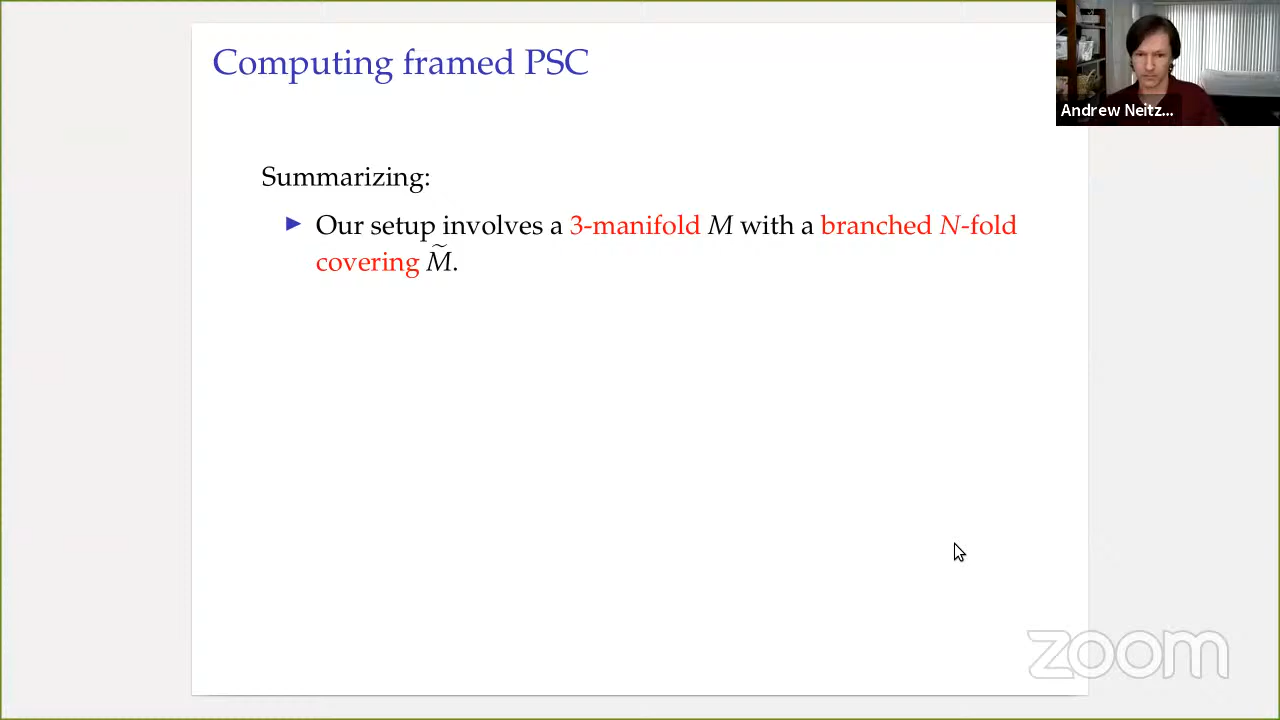 Computing framed PSC
Andrew Neitz...
Summarizing:
▶ Our setup involves a 3-manifold M with a branched N-fold
covering M̃.
zoom